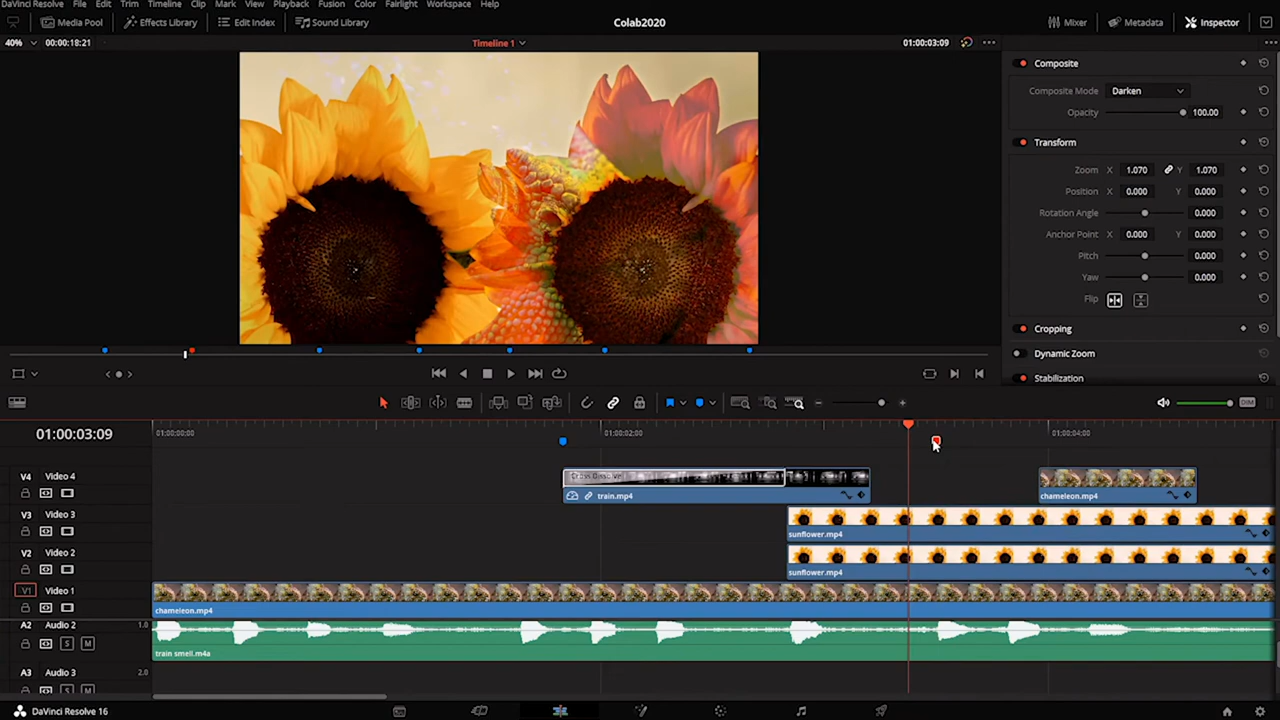 DaVinci Resolve File Edit Trim Timeline Clip Mark View Playback Fusion Color Fairlight Workspace Help
Media Pool Effects Library Edit Index Sound Library Colab2020 Mixer Metadata Inspector
40% 00:00:18:21 Timeline 1 01:00:03:09
Composite
Composite Mode Darken
Opacity 100.00
Transform
Zoom X 1.070 Y 1.070
Position X 0.000 Y 0.000
Rotation Angle 0.000
Anchor Point X 0.000 Y 0.000
Pitch 0.000
Yaw 0.000
Flip
Cropping
Dynamic Zoom
Stabilization
DIM
01:00:03:09 01:00:00:00 01:00:02:00 01:00:04:00
V4 Video 4 Cross Dissolve
train.mp4 chameleon.mp4
V3 Video 3
sunflower.mp4
V2 Video 2
sunflower.mp4
V1 Video 1
chameleon.mp4
A2 Audio 2 1.0
S M
train smell.m4a
A3 Audio 3 2.0
S M
DaVinci Resolve 16